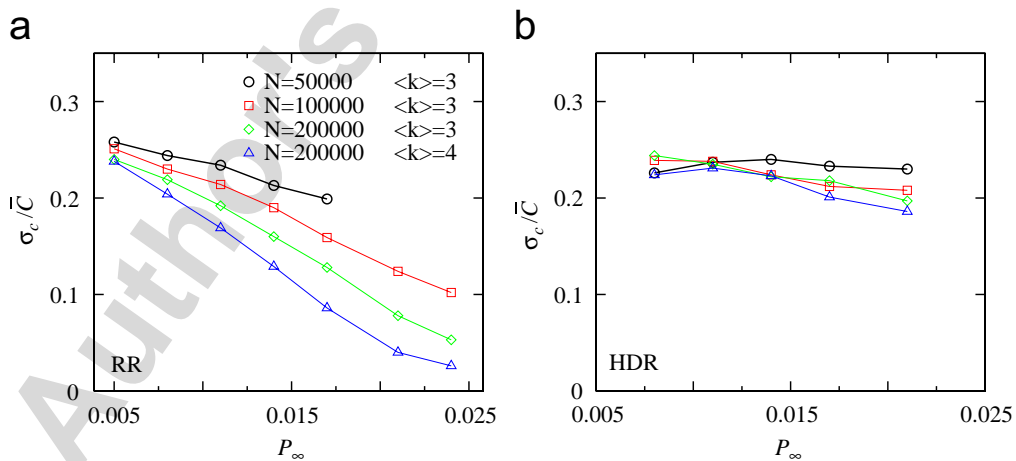 a
b
σc/C̄
0.3
0.2
0.1
0
N=50000 <k>=3
N=100000 <k>=3
N=200000 <k>=3
N=200000 <k>=4
RR
0.005
0.015
0.025
P∞
σc/C̄
0.3
0.2
0.1
0
HDR
0.005
0.015
0.025
P∞
Author's